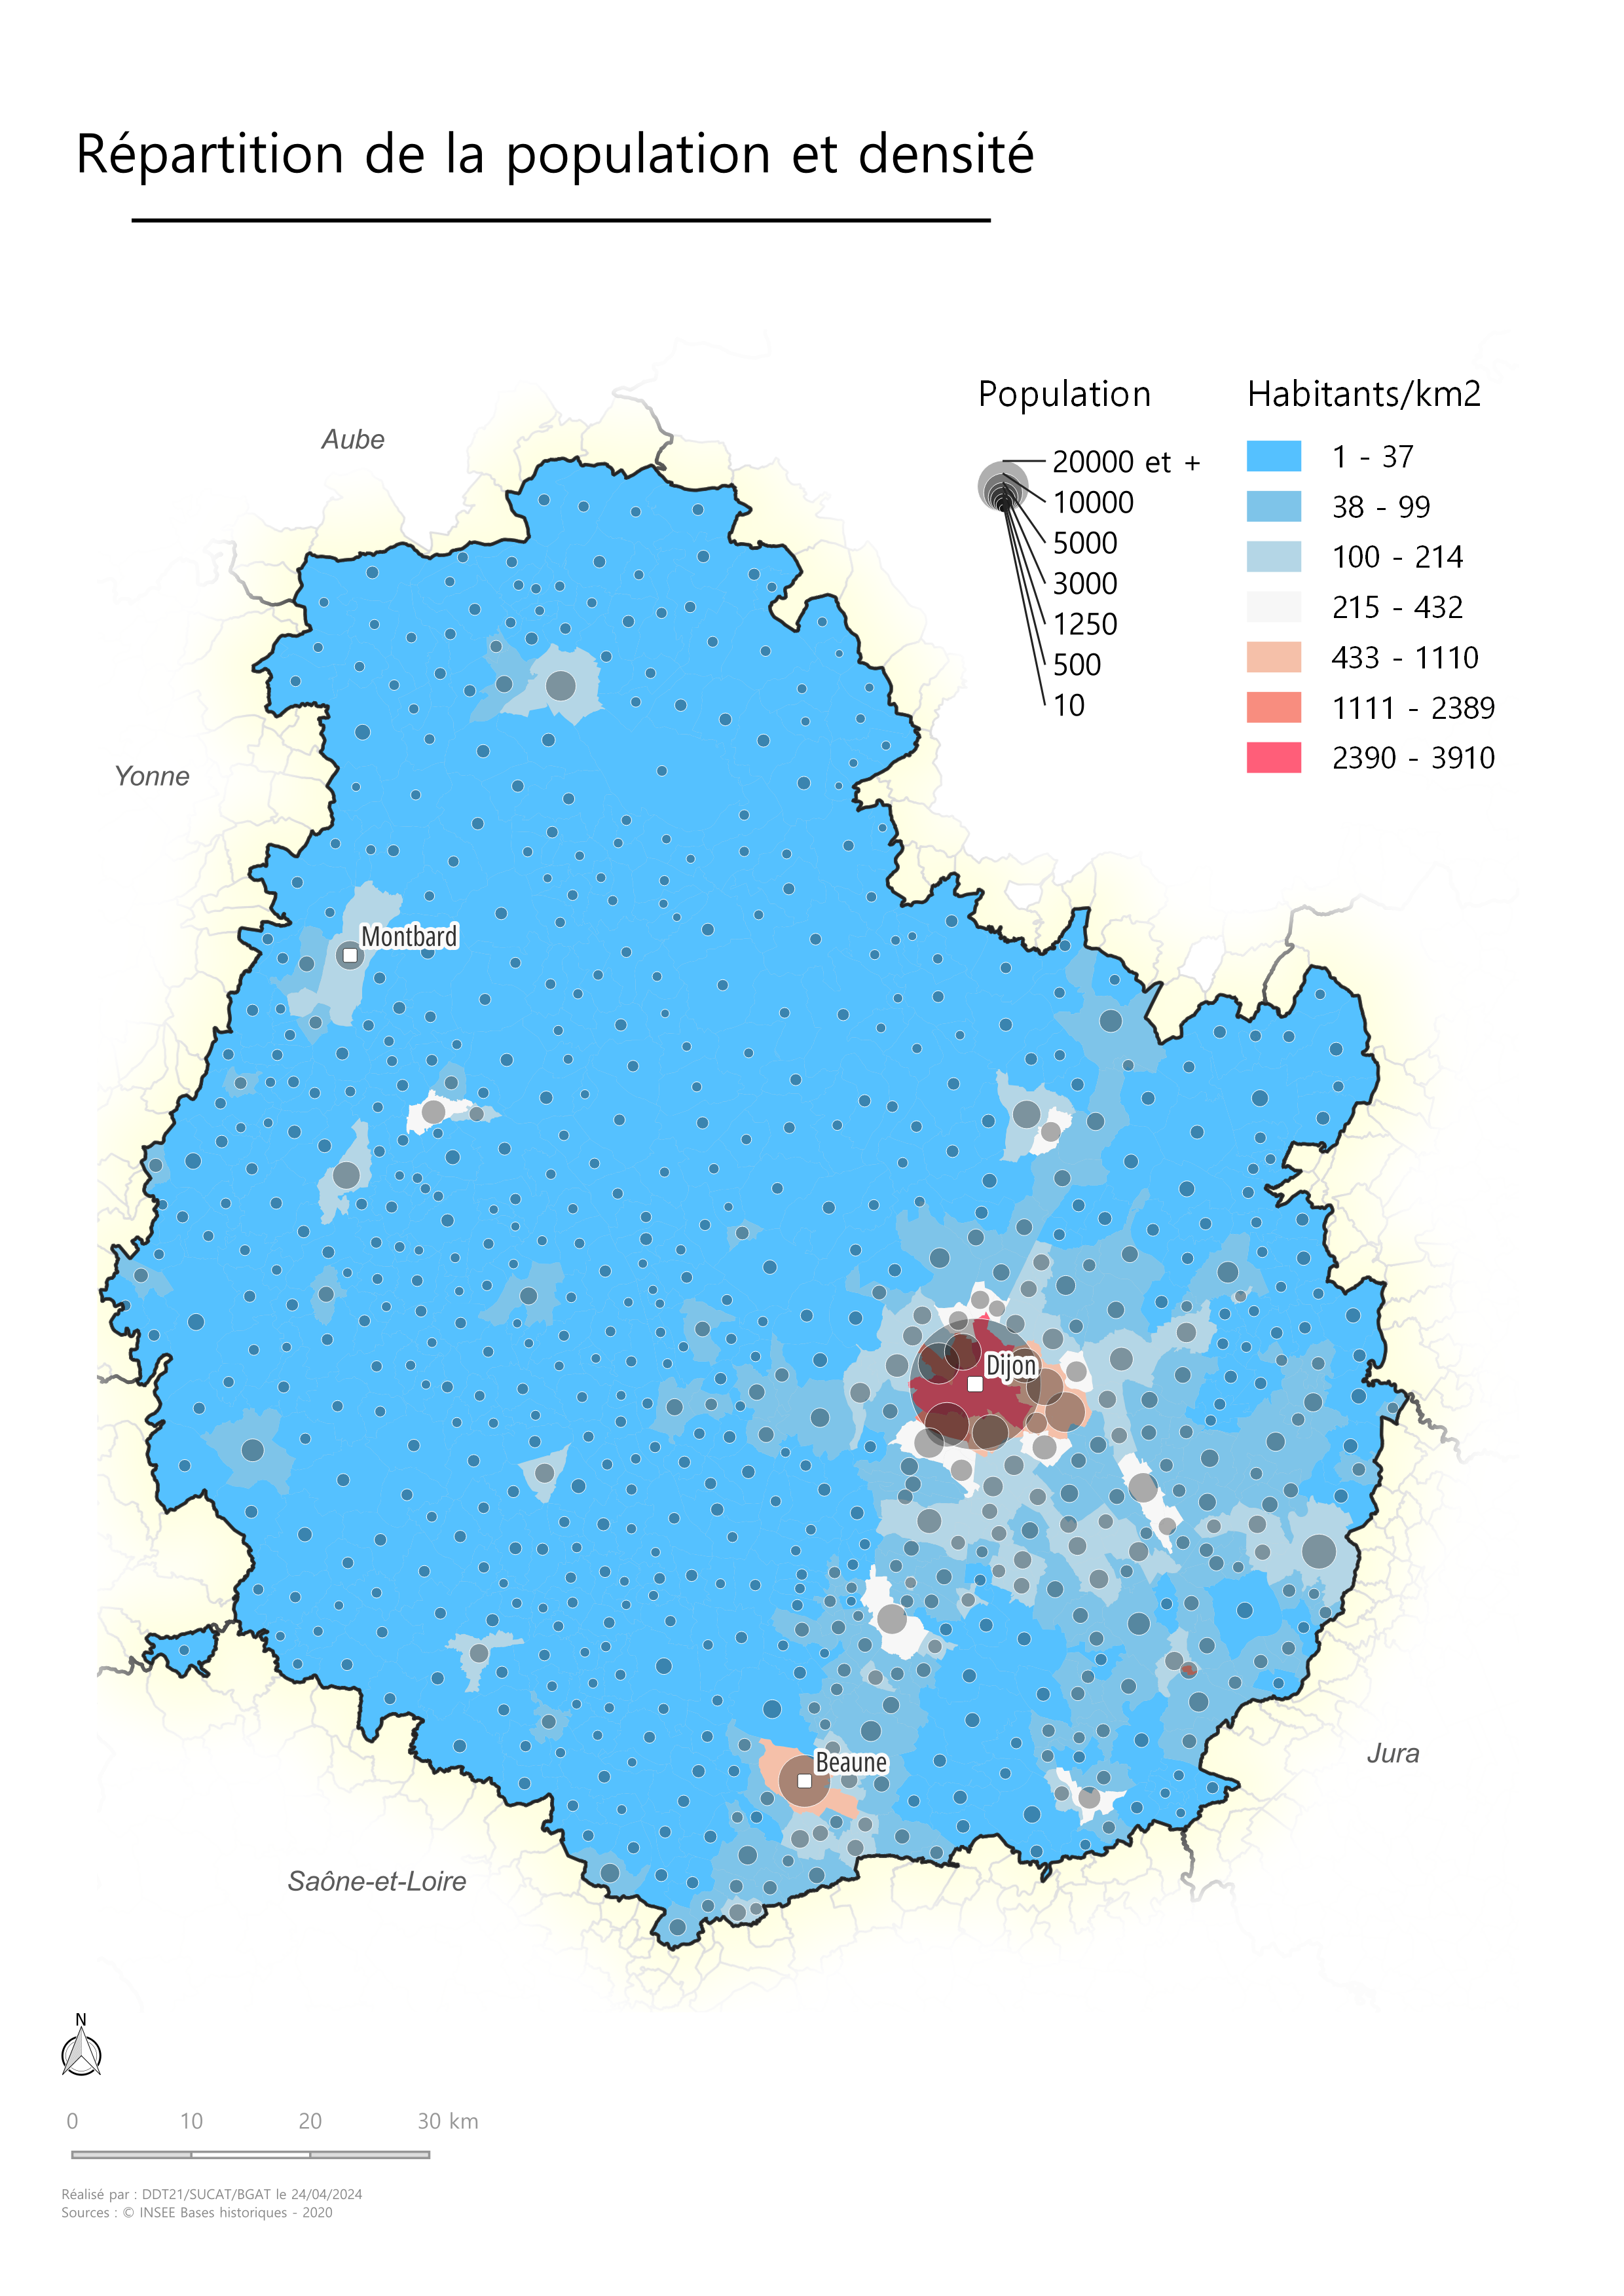 Répartition de la population et densité
Population
20000 et +
10000
5000
3000
1250
500
10
Habitants/km2
1 - 37
38 - 99
100 - 214
215 - 432
433 - 1110
1111 - 2389
2390 - 3910
Aube
Yonne
Montbard
Dijon
Beaune
Jura
Saône-et-Loire
N
0 10 20 30 km
Réalisé par : DDT21/SUCAT/BGAT le 24/04/2024
Sources : © INSEE Bases historiques - 2020